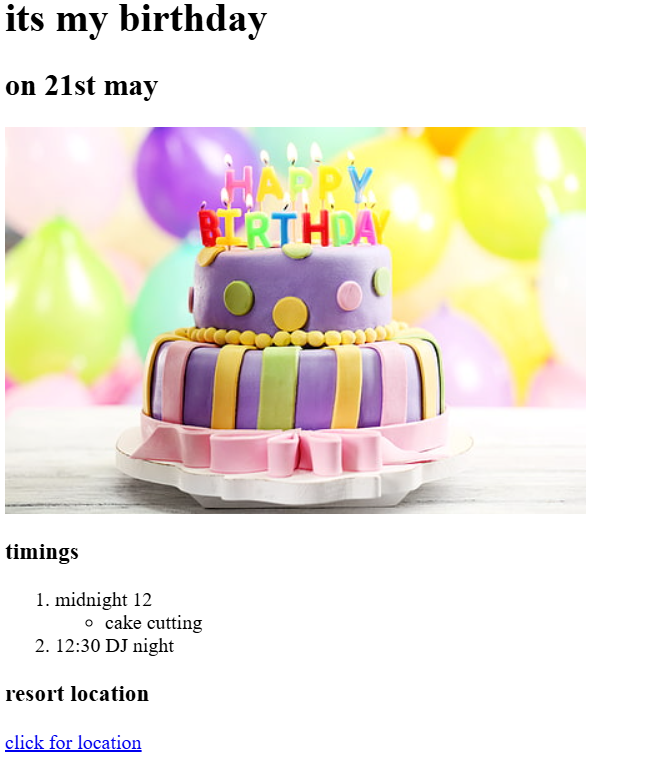 its my birthday
on 21st may
HAPPY
BIRTHDAY
timings
1. midnight 12
cake cutting
2. 12:30 DJ night
resort location
click for location